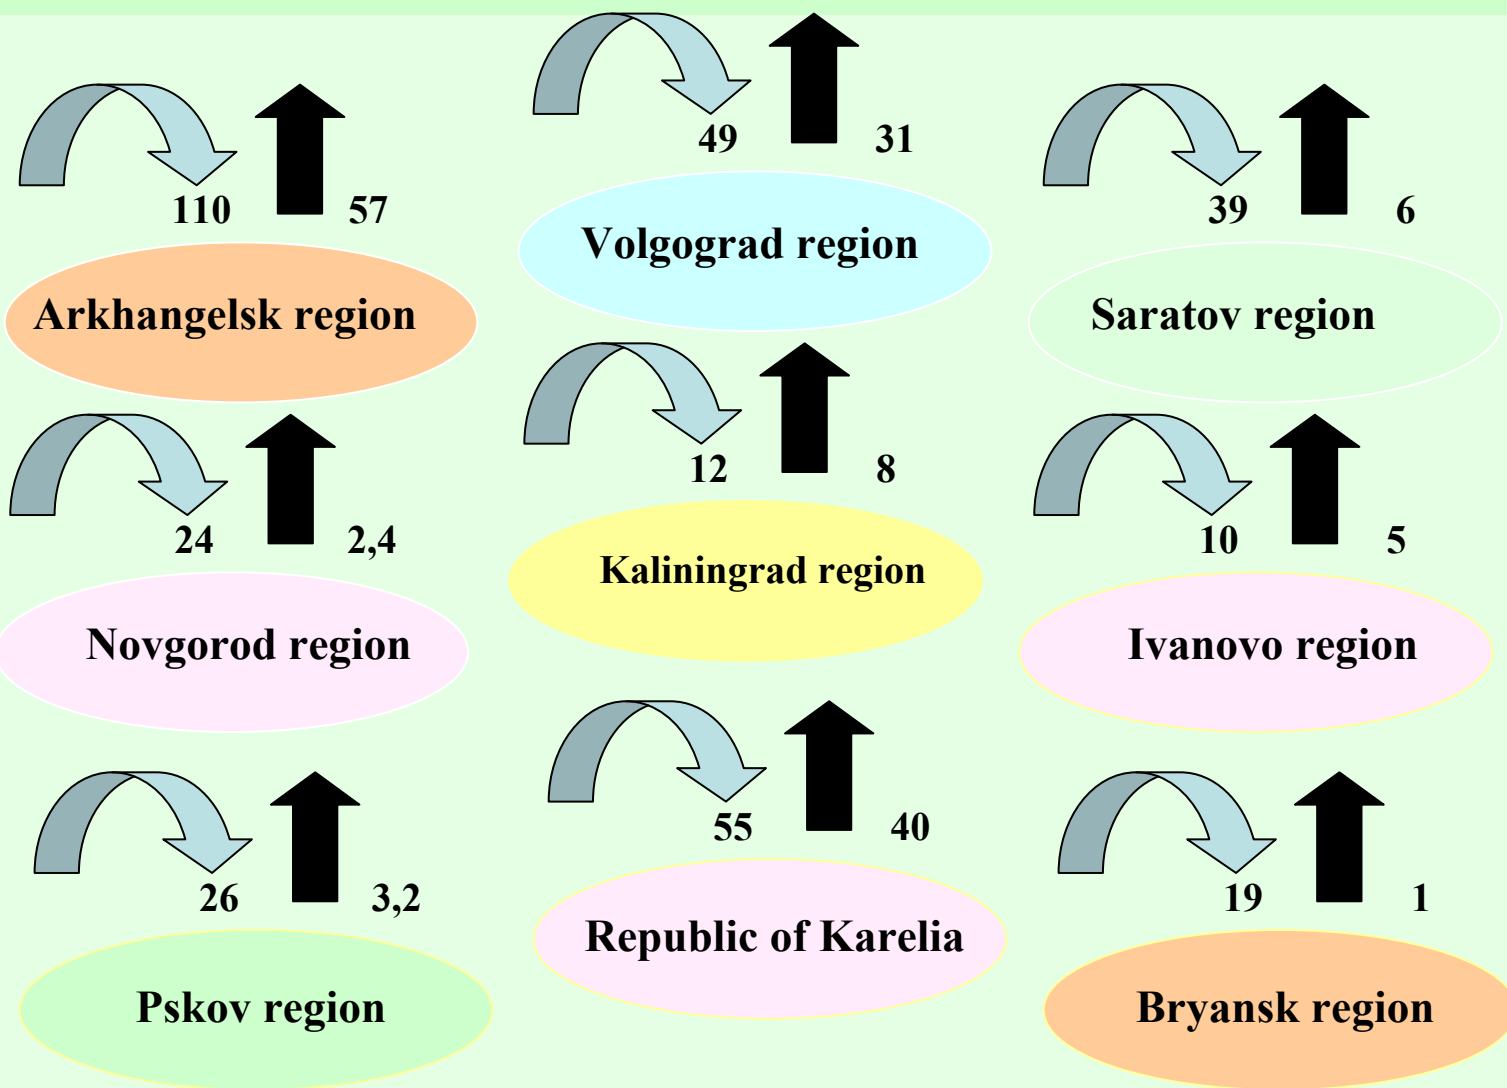 49 31
110 57
39 6
Volgograd region
Arkhangelsk region
Saratov region
12 8
24 2,4
10 5
Kaliningrad region
Novgorod region
Ivanovo region
55 40
26 3,2
19 1
Republic of Karelia
Pskov region
Bryansk region